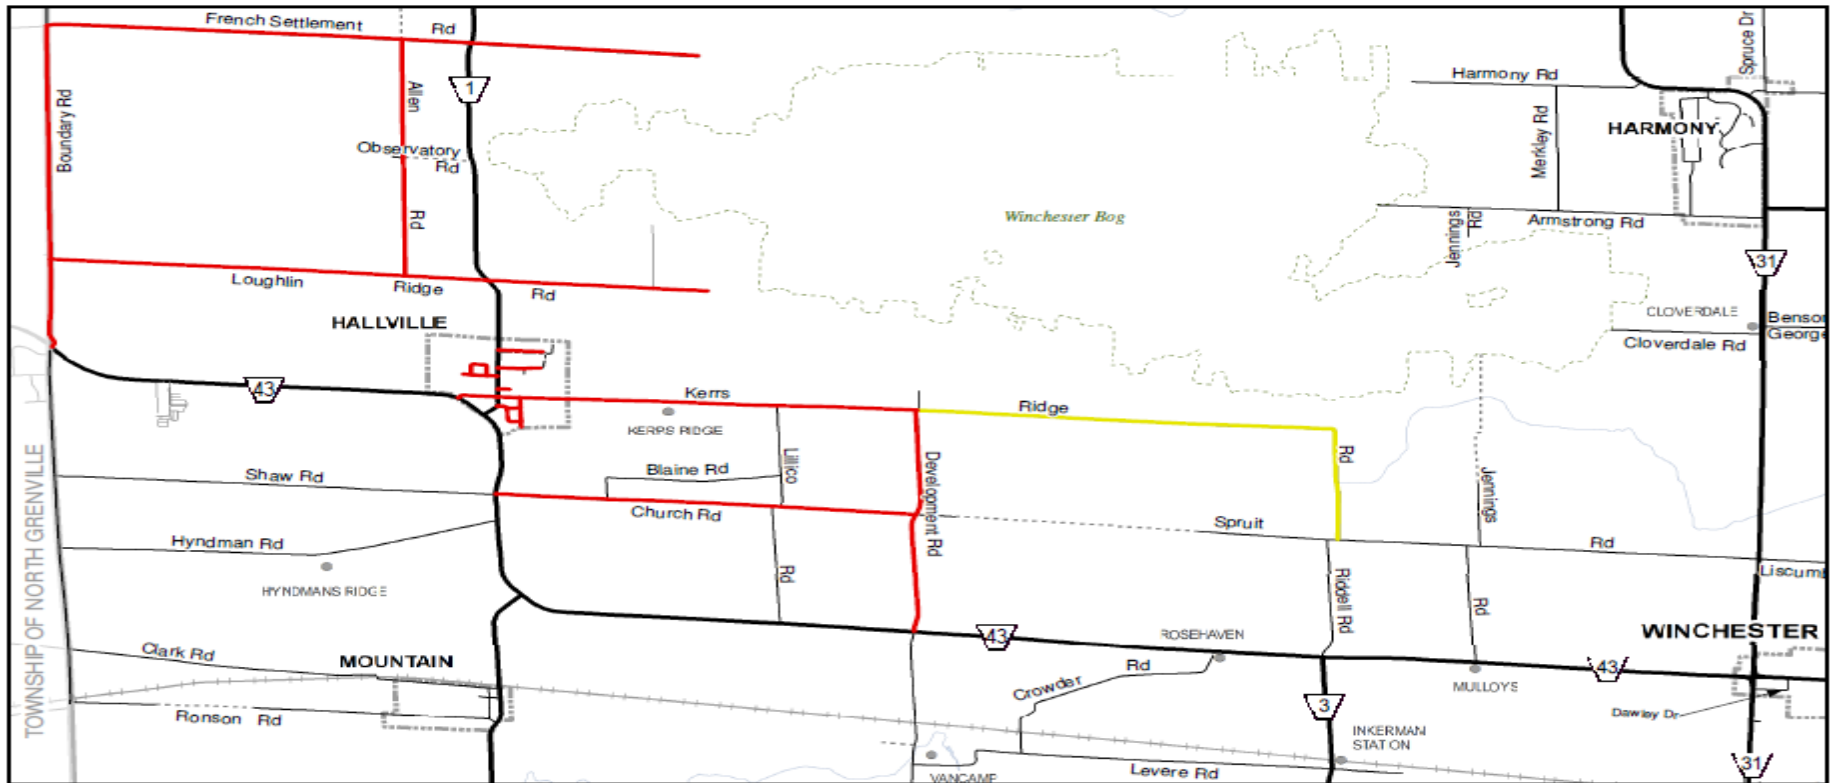 French Settlement Rd
Spruce Dr
Harmony Rd
1
Allen
Boundary Rd
Merkley Rd
HARMONY
Observatory
Rd
Winchester Bog
Rd
Jennings
Rd
Armstrong Rd
31
Loughlin Ridge Rd
HALLVILLE
CLOVERDALE
Benson
George
Cloverdale Rd
43
Kerrs
Ridge
KERRS RIDGE
Rd
Lillico
Development Rd
Blaine Rd
Shaw Rd
Jennings
Church Rd
Spruit
Rd
Hyndman Rd
TOWNSHIP OF NORTH GRENVILLE
HYNDMANS RIDGE
Rd
Riddell Rd
Rd
Liscumb
43
ROSEHAVEN
WINCHESTER
Clark Rd
MOUNTAIN
Rd
43
Crowder
MULLOYS
3
Ronson Rd
Dawley Dr
INKERMAN
STATION
31
VANCAMP
Levere Rd